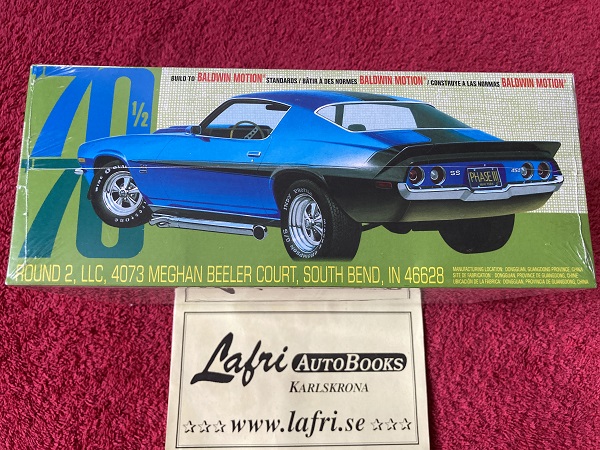 70 1/2
BUILD TO BALDWIN MOTION® STANDARDS / BÂTIR À DES NORMES BALDWIN MOTION® / CONSTRUYE A LAS NORMAS BALDWIN MOTION®
SS
PHASE III
ROUND 2, LLC, 4073 MEGHAN BEELER COURT, SOUTH BEND, IN 46628
MANUFACTURING LOCATION: DONGGUAN, GUANGDONG PROVINCE, CHINA
SITE DE FABRICATION: DONGGUAN, PROVINCE DE GUANGDONG, CHINE
UBICACIÓN DE LA FÁBRICA: DONGGUAN, PROVINCIA DE GUANGDONG, CHINA
Lafri AUTOBOOKS
KARLSKRONA
☆☆☆ www.lafri.se ☆☆☆